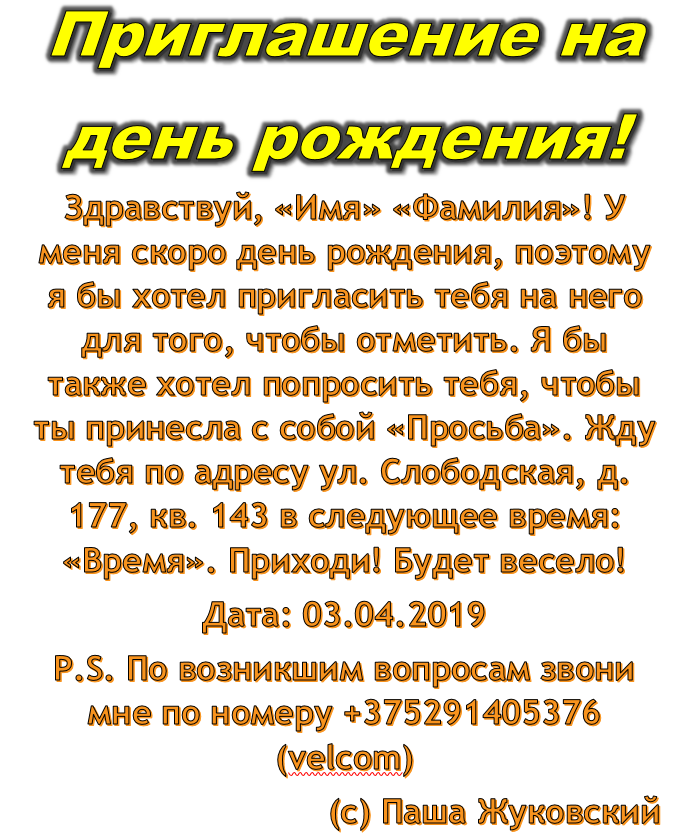 Приглашение на
день рождения!
Здравствуй, «Имя» «Фамилия»! У
меня скоро день рождения, поэтому
я бы хотел пригласить тебя на него
для того, чтобы отметить. Я бы
также хотел попросить тебя, чтобы
ты принесла с собой «Просьба». Жду
тебя по адресу ул. Слободская, д.
177, кв. 143 в следующее время:
«Время». Приходи! Будет весело!
Дата: 03.04.2019
P.S. По возникшим вопросам звони
мне по номеру +375291405376
(velcom)
(с) Паша Жуковский